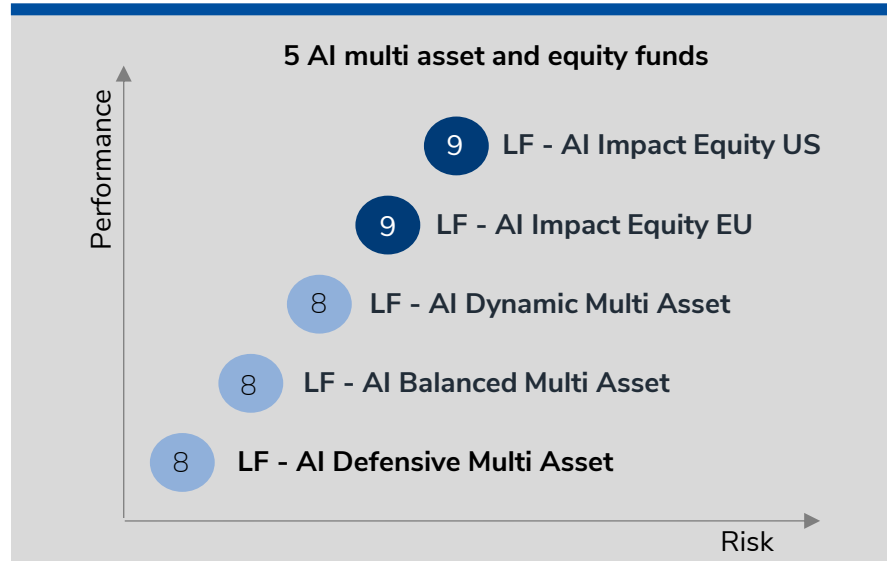 5 AI multi asset and equity funds
Performance
9 LF - AI Impact Equity US
9 LF - AI Impact Equity EU
8 LF - AI Dynamic Multi Asset
8 LF - AI Balanced Multi Asset
8 LF - AI Defensive Multi Asset
Risk